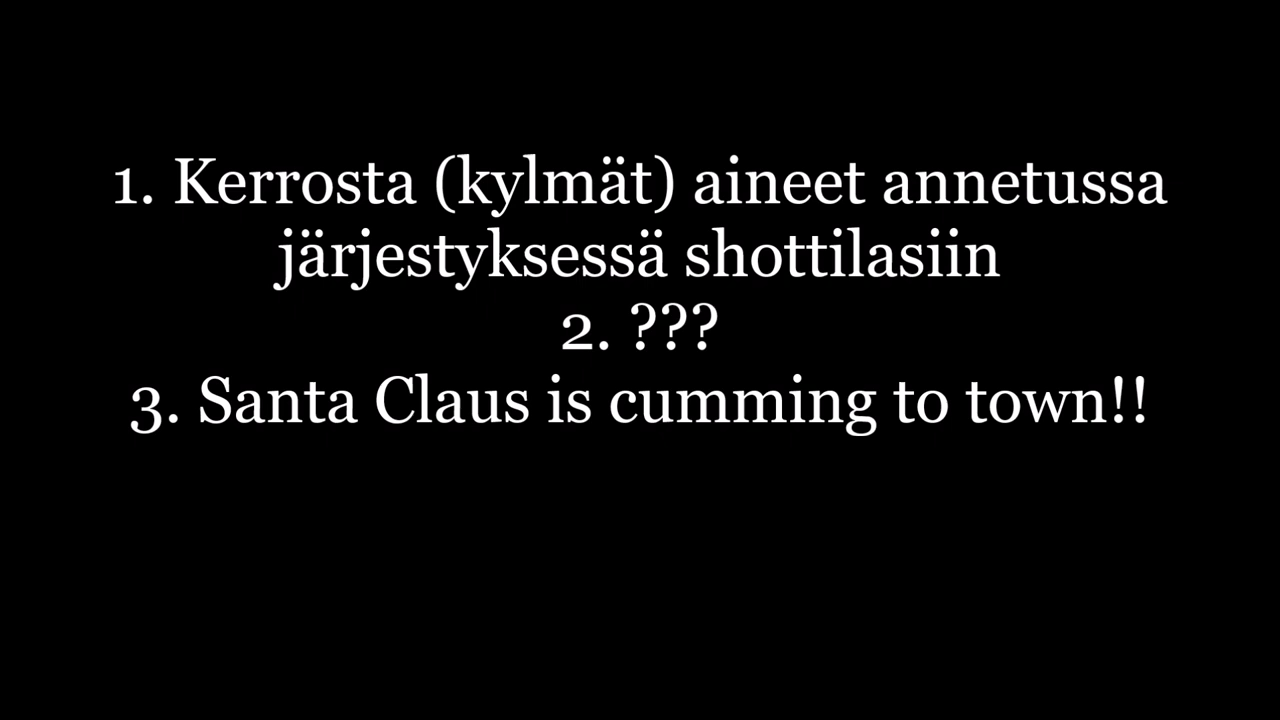 1. Kerrosta (kylmät) aineet annetussa
järjestyksessä shottilasiin
2. ???
3. Santa Claus is cumming to town!!